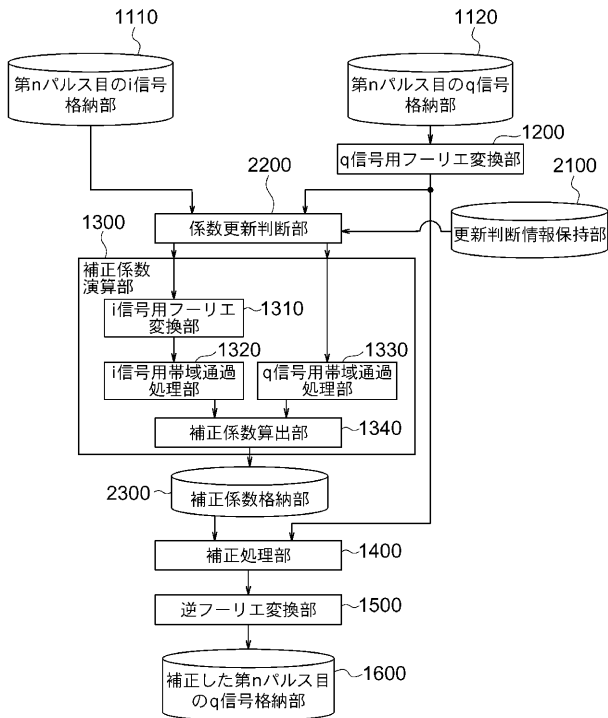 1110
1120
第nパルス目のi信号
格納部
第nパルス目のq信号
格納部
1200
q信号用フーリエ変換部
2100
2200
係数更新判断部
更新判断情報保持部
1300
補正係数
演算部
i信号用フーリエ
変換部
1310
1320
1330
i信号用帯域通過
処理部
q信号用帯域通過
処理部
補正係数算出部
1340
2300
補正係数格納部
補正処理部
1400
逆フーリエ変換部
1500
補正した第nパルス目
のq信号格納部
1600